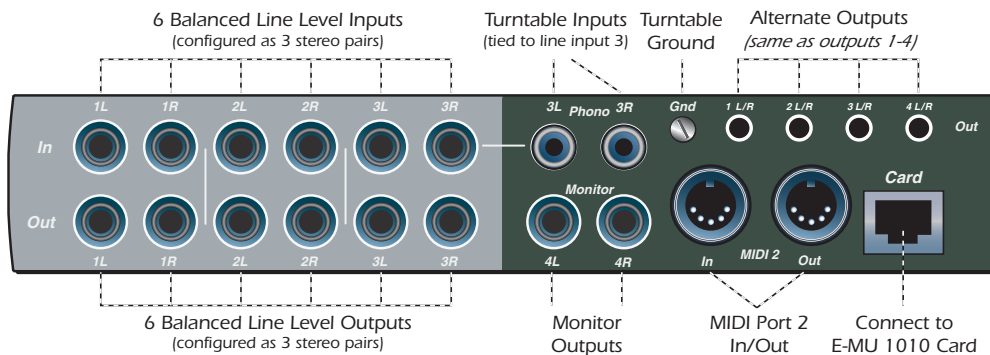 6 Balanced Line Level Inputs
(configured as 3 stereo pairs)
Turntable Inputs
(tied to line input 3)
Turntable
Ground
Alternate Outputs
(same as outputs 1-4)
1L 1R 2L 2R 3L 3R
3L Phono 3R
Gnd
1 L/R 2 L/R 3 L/R 4 L/R
In
Out
Monitor
Card
Out
1L 1R 2L 2R 3L 3R
4L 4R
In MIDI 2 Out
6 Balanced Line Level Outputs
(configured as 3 stereo pairs)
Monitor
Outputs
MIDI Port 2
In/Out
Connect to
E-MU 1010 Card